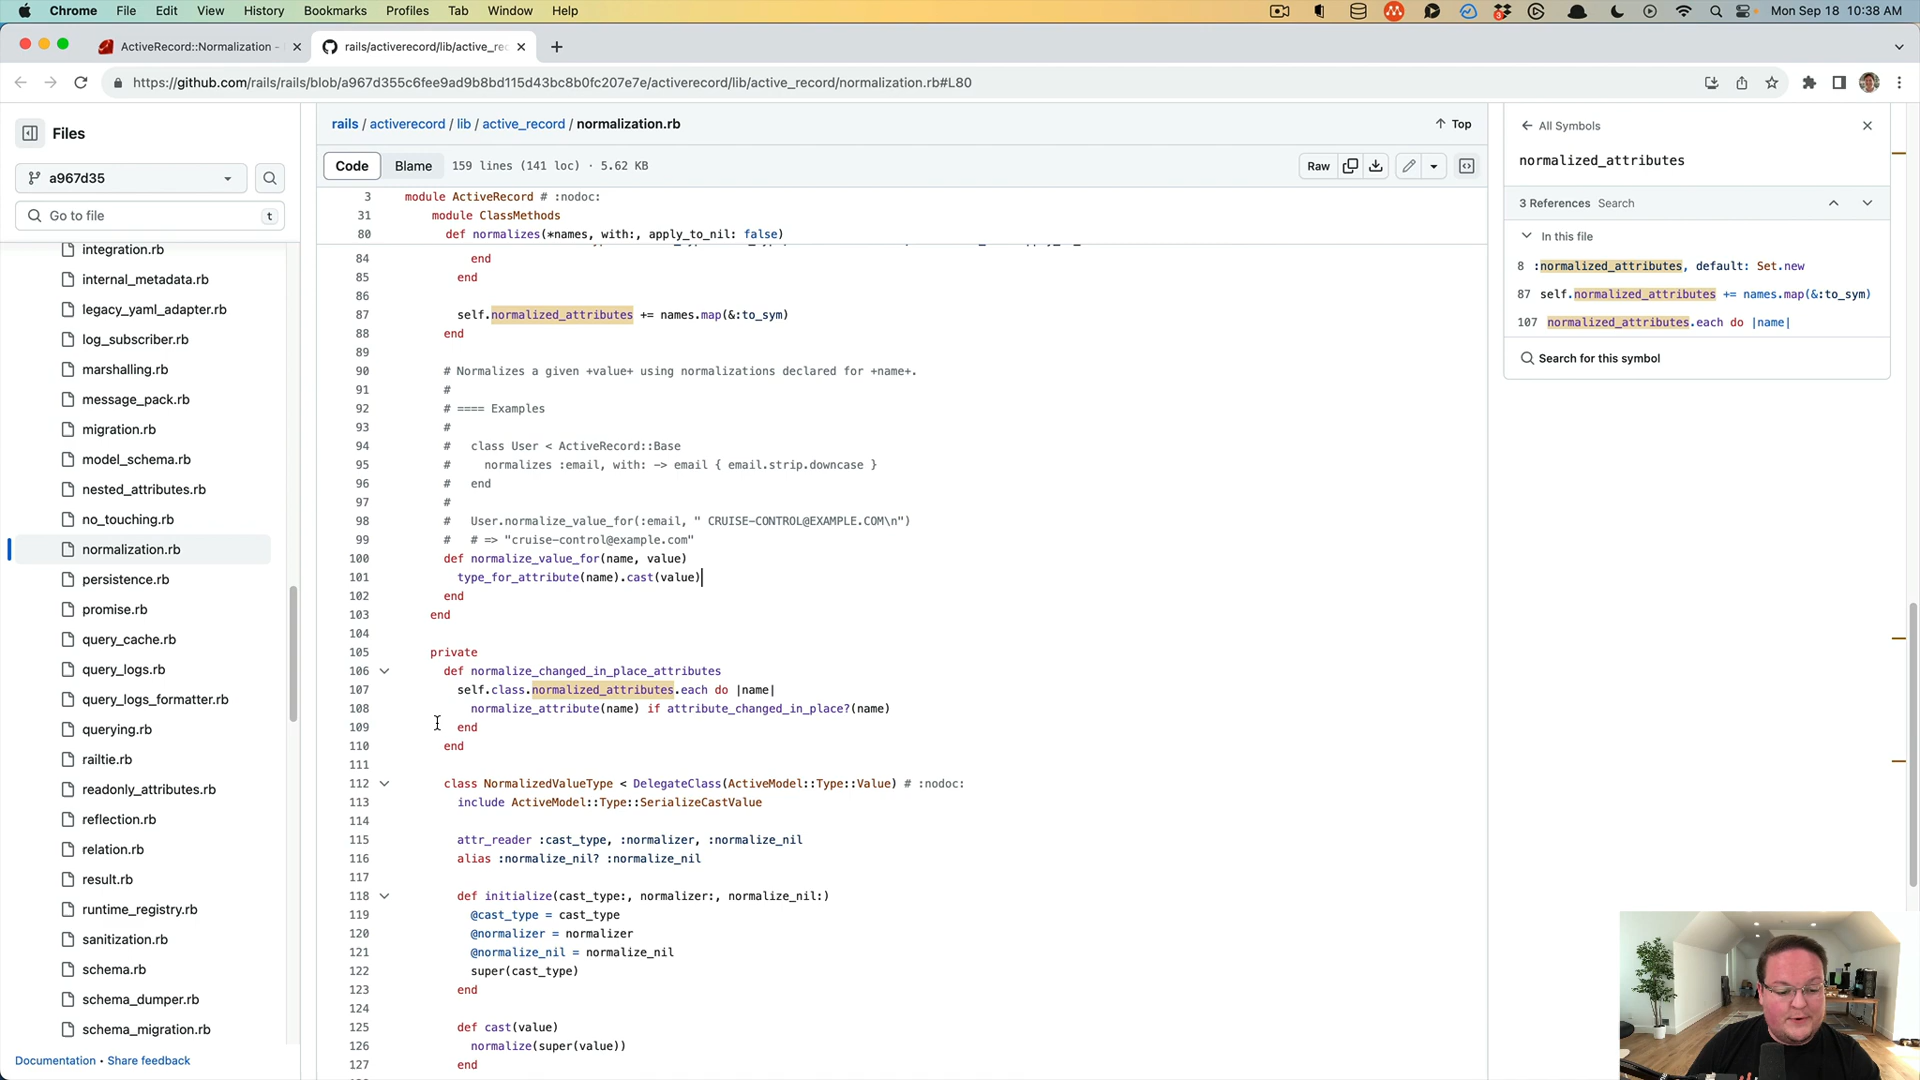 Chrome File Edit View History Bookmarks Profiles Tab Window Help Mon Sep 18 10:38 AM
ActiveRecord::Normalization - rails/activerecord/lib/active_rec
https://github.com/rails/rails/blob/a967d355c6fee9ad9b8bd115d43bc8b0fc207e7e/activerecord/lib/active_record/normalization.rb#L80
Files
a967d35
Go to file t
integration.rb
internal_metadata.rb
legacy_yaml_adapter.rb
log_subscriber.rb
marshalling.rb
message_pack.rb
migration.rb
model_schema.rb
nested_attributes.rb
no_touching.rb
normalization.rb
persistence.rb
promise.rb
query_cache.rb
query_logs.rb
query_logs_formatter.rb
querying.rb
railtie.rb
readonly_attributes.rb
reflection.rb
relation.rb
result.rb
runtime_registry.rb
sanitization.rb
schema.rb
schema_dumper.rb
schema_migration.rb
Documentation • Share feedback
rails / activerecord / lib / active_record / normalization.rb
Top
Code Blame 159 lines (141 loc) · 5.62 KB Raw
3 module ActiveRecord # :nodoc:
31 module ClassMethods
80 def normalizes(*names, with:, apply_to_nil: false)
84 end
85 end
86
87 self.normalized_attributes += names.map(&:to_sym)
88 end
89
90 # Normalizes a given +value+ using normalizations declared for +name+.
91 #
92 # ==== Examples
93 #
94 # class User < ActiveRecord::Base
95 # normalizes :email, with: -> email { email.strip.downcase }
96 # end
97 #
98 # User.normalize_value_for(:email, " CRUISE-CONTROL@EXAMPLE.COM\n")
99 # # => "cruise-control@example.com"
100 def normalize_value_for(name, value)
101 type_for_attribute(name).cast(value)
102 end
103 end
104
105 private
106 def normalize_changed_in_place_attributes
107 self.class.normalized_attributes.each do |name|
108 normalize_attribute(name) if attribute_changed_in_place?(name)
109 end
110 end
111
112 class NormalizedValueType < DelegateClass(ActiveModel::Type::Value) # :nodoc:
113 include ActiveModel::Type::SerializeCastValue
114
115 attr_reader :cast_type, :normalizer, :normalize_nil
116 alias :normalize_nil? :normalize_nil
117
118 def initialize(cast_type:, normalizer:, normalize_nil:)
119 @cast_type = cast_type
120 @normalizer = normalizer
121 @normalize_nil = normalize_nil
122 super(cast_type)
123 end
124
125 def cast(value)
126 normalize(super(value))
127 end
All Symbols
normalized_attributes
3 References Search
In this file
8 :normalized_attributes, default: Set.new
87 self.normalized_attributes += names.map(&:to_sym)
107 normalized_attributes.each do |name|
Search for this symbol